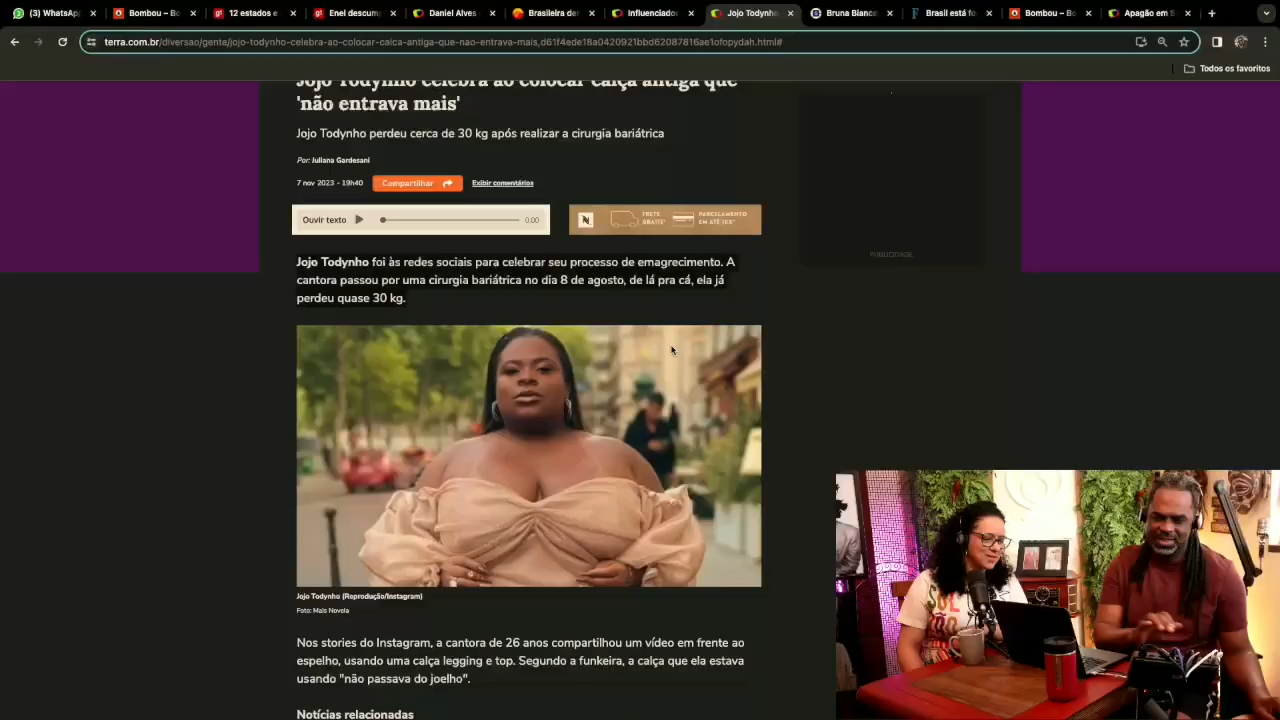 (3) WhatsApp
Bombou – Bo
12 estados e
Enel descum
Daniel Alves
Brasileira de
Influenciador
Jojo Todynho
Bruna Bianca
Brasil está fo
Bombou – Bo
Apagão em S
terra.com.br/diversao/gente/jojo-todynho-celebra-ao-colocar-calca-antiga-que-nao-entrava-mais,d61f4ede18a0420921bbd62087816ae1ofopydah.html#
Todos os favoritos
Jojo Todynho celebra ao colocar calça antiga que
'não entrava mais'
Jojo Todynho perdeu cerca de 30 kg após realizar a cirurgia bariátrica
Por: Juliana Gardesani
7 nov 2023 - 19h40 Compartilhar Exibir comentários
Ouvir texto 0:00
N FRETE GRATIS* PARCELAMENTO EM ATÉ 10X*
PUBLICIDADE
Jojo Todynho foi às redes sociais para celebrar seu processo de emagrecimento. A
cantora passou por uma cirurgia bariátrica no dia 8 de agosto, de lá pra cá, ela já
perdeu quase 30 kg.
Jojo Todynho (Reprodução/Instagram)
Foto: Mais Novela
Nos stories do Instagram, a cantora de 26 anos compartilhou um vídeo em frente ao
espelho, usando uma calça legging e top. Segundo a funkeira, a calça que ela estava
usando "não passava do joelho".
Notícias relacionadas